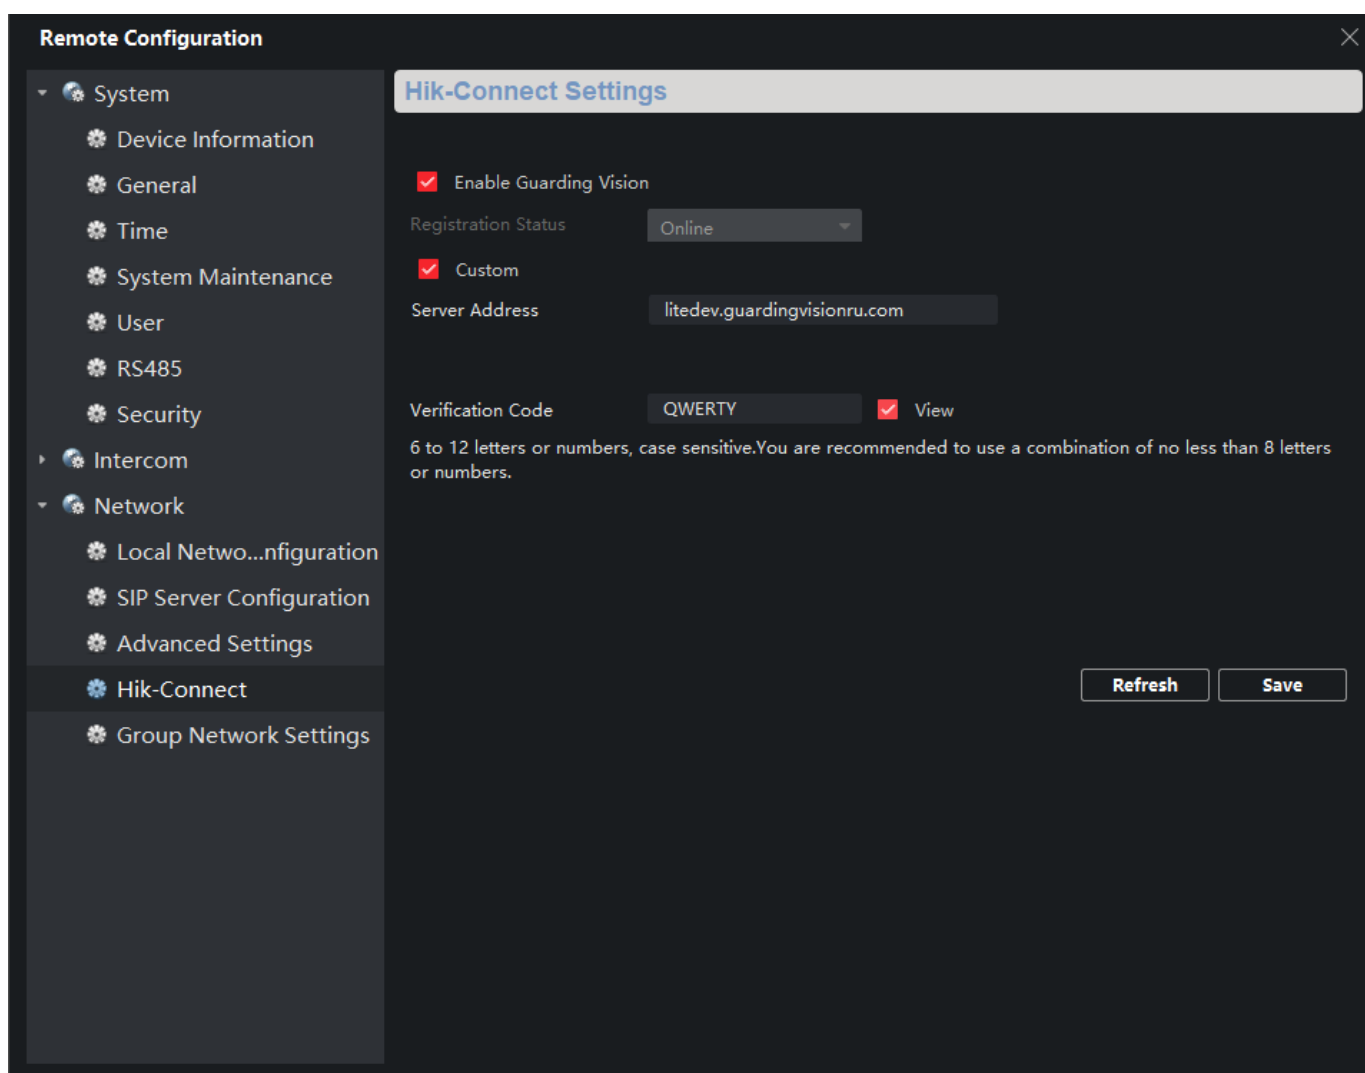 Remote Configuration
System
Device Information
General
Time
System Maintenance
User
RS485
Security
Intercom
Network
Local Netwo...nfiguration
SIP Server Configuration
Advanced Settings
Hik-Connect
Group Network Settings
Hik-Connect Settings
Enable Guarding Vision
Registration Status Online
Custom
Server Address litedev.guardingvisionru.com
Verification Code QWERTY View
6 to 12 letters or numbers, case sensitive.You are recommended to use a combination of no less than 8 letters
or numbers.
Refresh Save